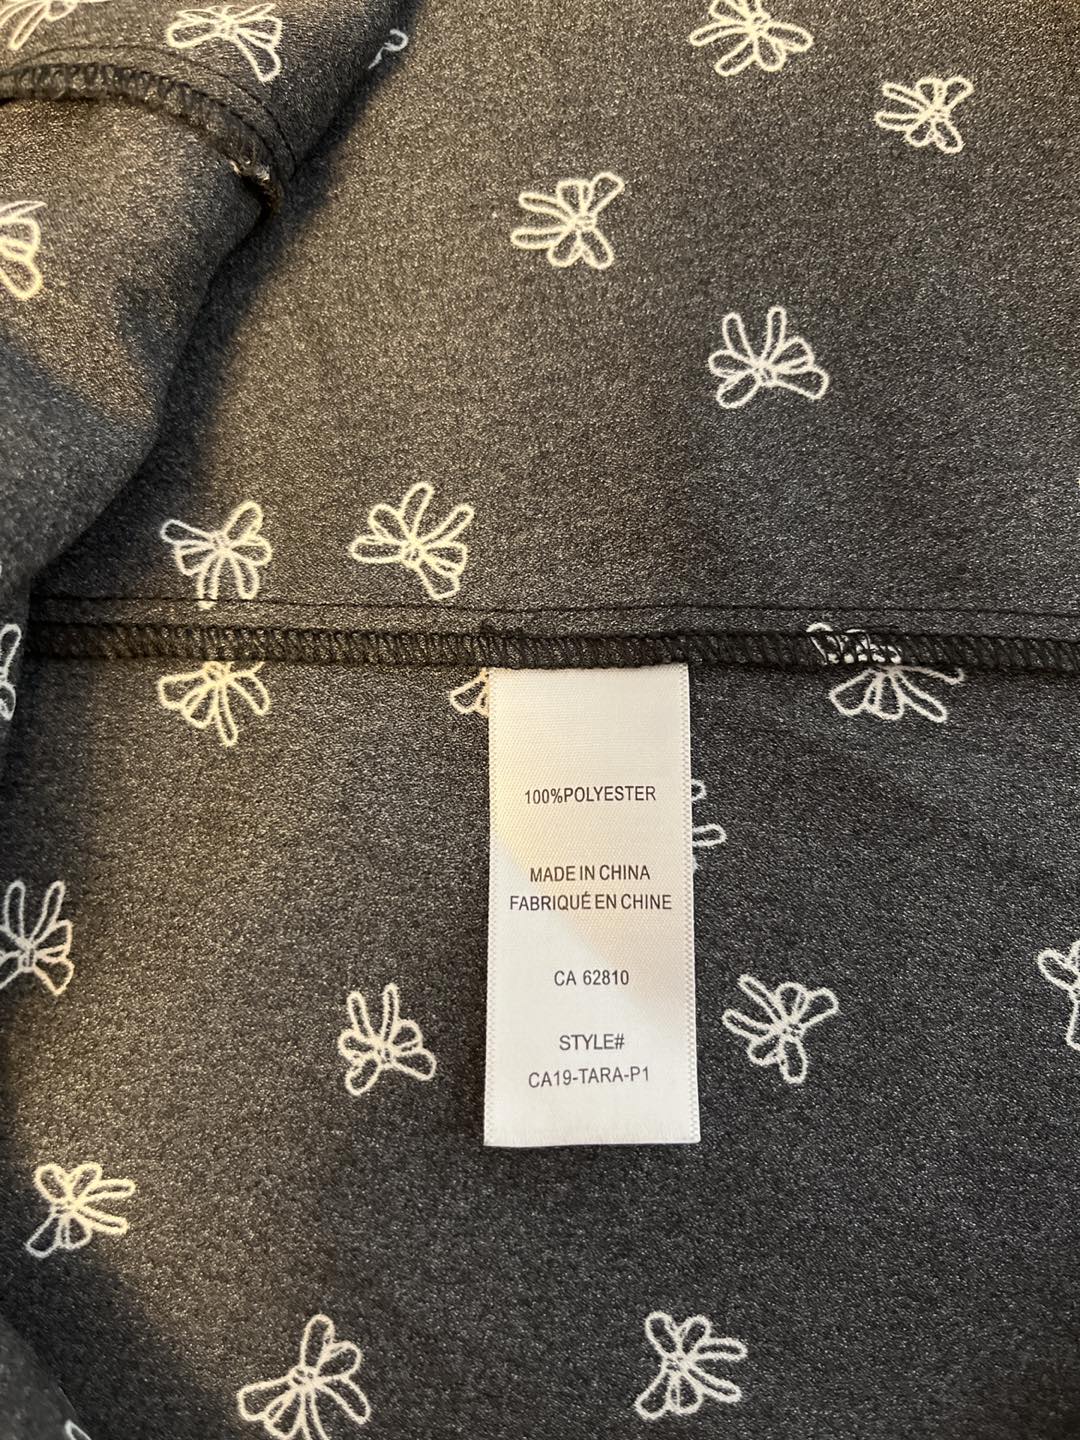 100%POLYESTER
MADE IN CHINA
FABRIQUÉ EN CHINE
CA 62810
STYLE#
CA19-TARA-P1